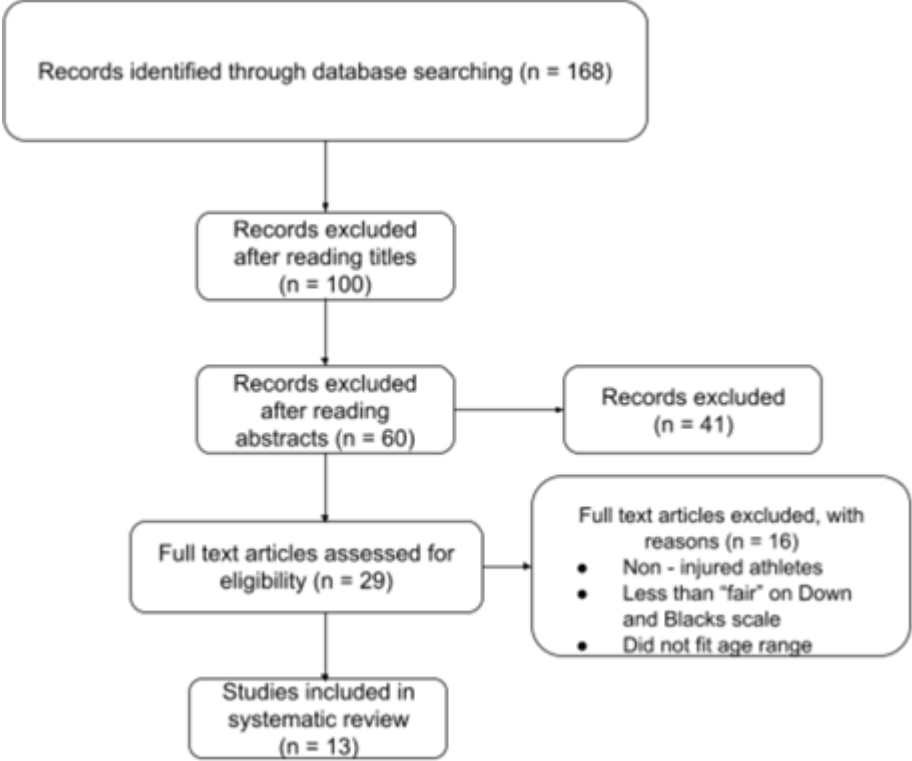 Records identified through database searching (n = 168)
Records excluded
after reading titles
(n = 100)
Records excluded
after reading
abstracts (n = 60)
Records excluded
(n = 41)
Full text articles assessed for
eligibility (n = 29)
Full text articles excluded, with
reasons (n = 16)
● Non - injured athletes
● Less than “fair” on Down
and Blacks scale
● Did not fit age range
Studies included in
systematic review
(n = 13)